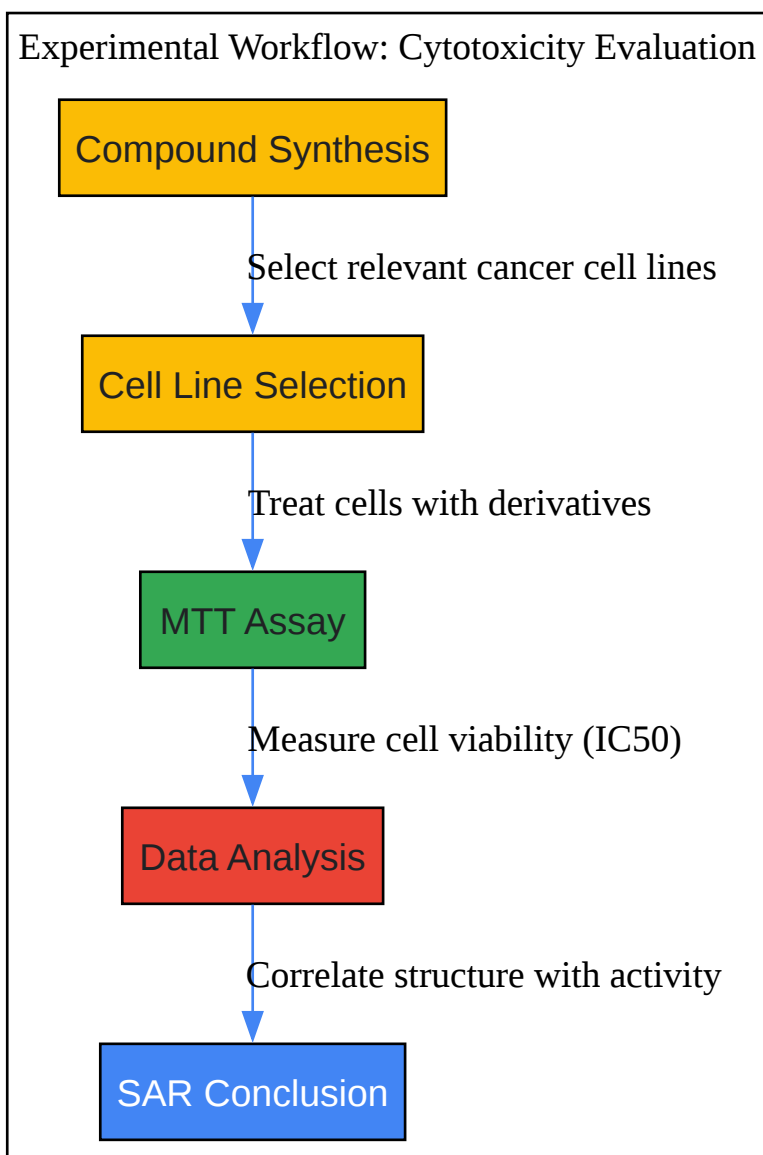 Experimental Workflow: Cytotoxicity Evaluation
Compound Synthesis
Select relevant cancer cell lines
Cell Line Selection
Treat cells with derivatives
MTT Assay
Measure cell viability (IC50)
Data Analysis
Correlate structure with activity
SAR Conclusion